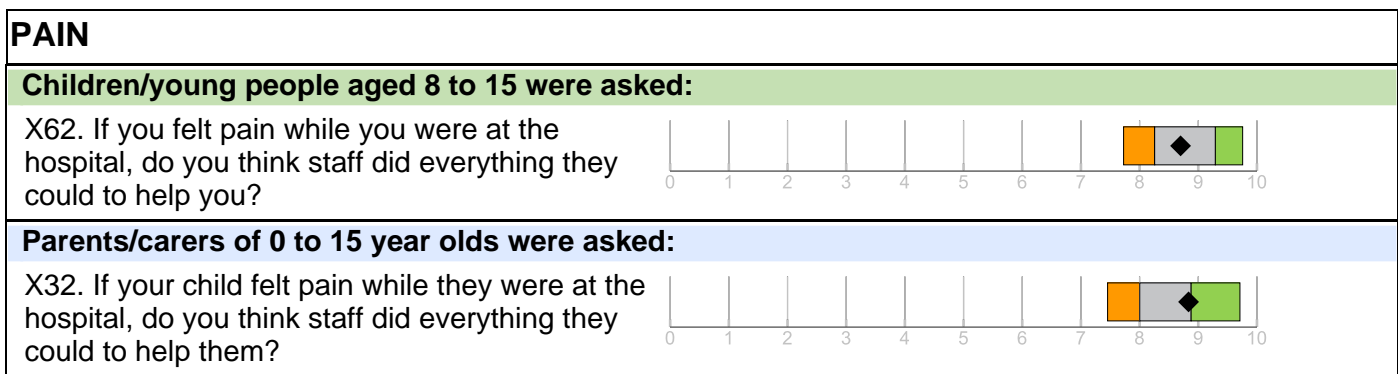 PAIN
Children/young people aged 8 to 15 were asked:
X62. If you felt pain while you were at the
hospital, do you think staff did everything they
could to help you?
0 1 2 3 4 5 6 7 8 9 10
Parents/carers of 0 to 15 year olds were asked:
X32. If your child felt pain while they were at the
hospital, do you think staff did everything they
could to help them?
0 1 2 3 4 5 6 7 8 9 10